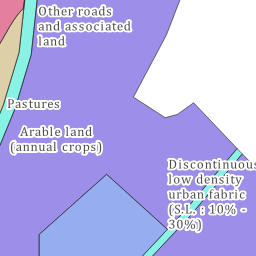 Other roads
and associated
land
Pastures
Arable land
(annual crops)
Discontinuous
low density
urban fabric
(S.L. : 10% -
30%)